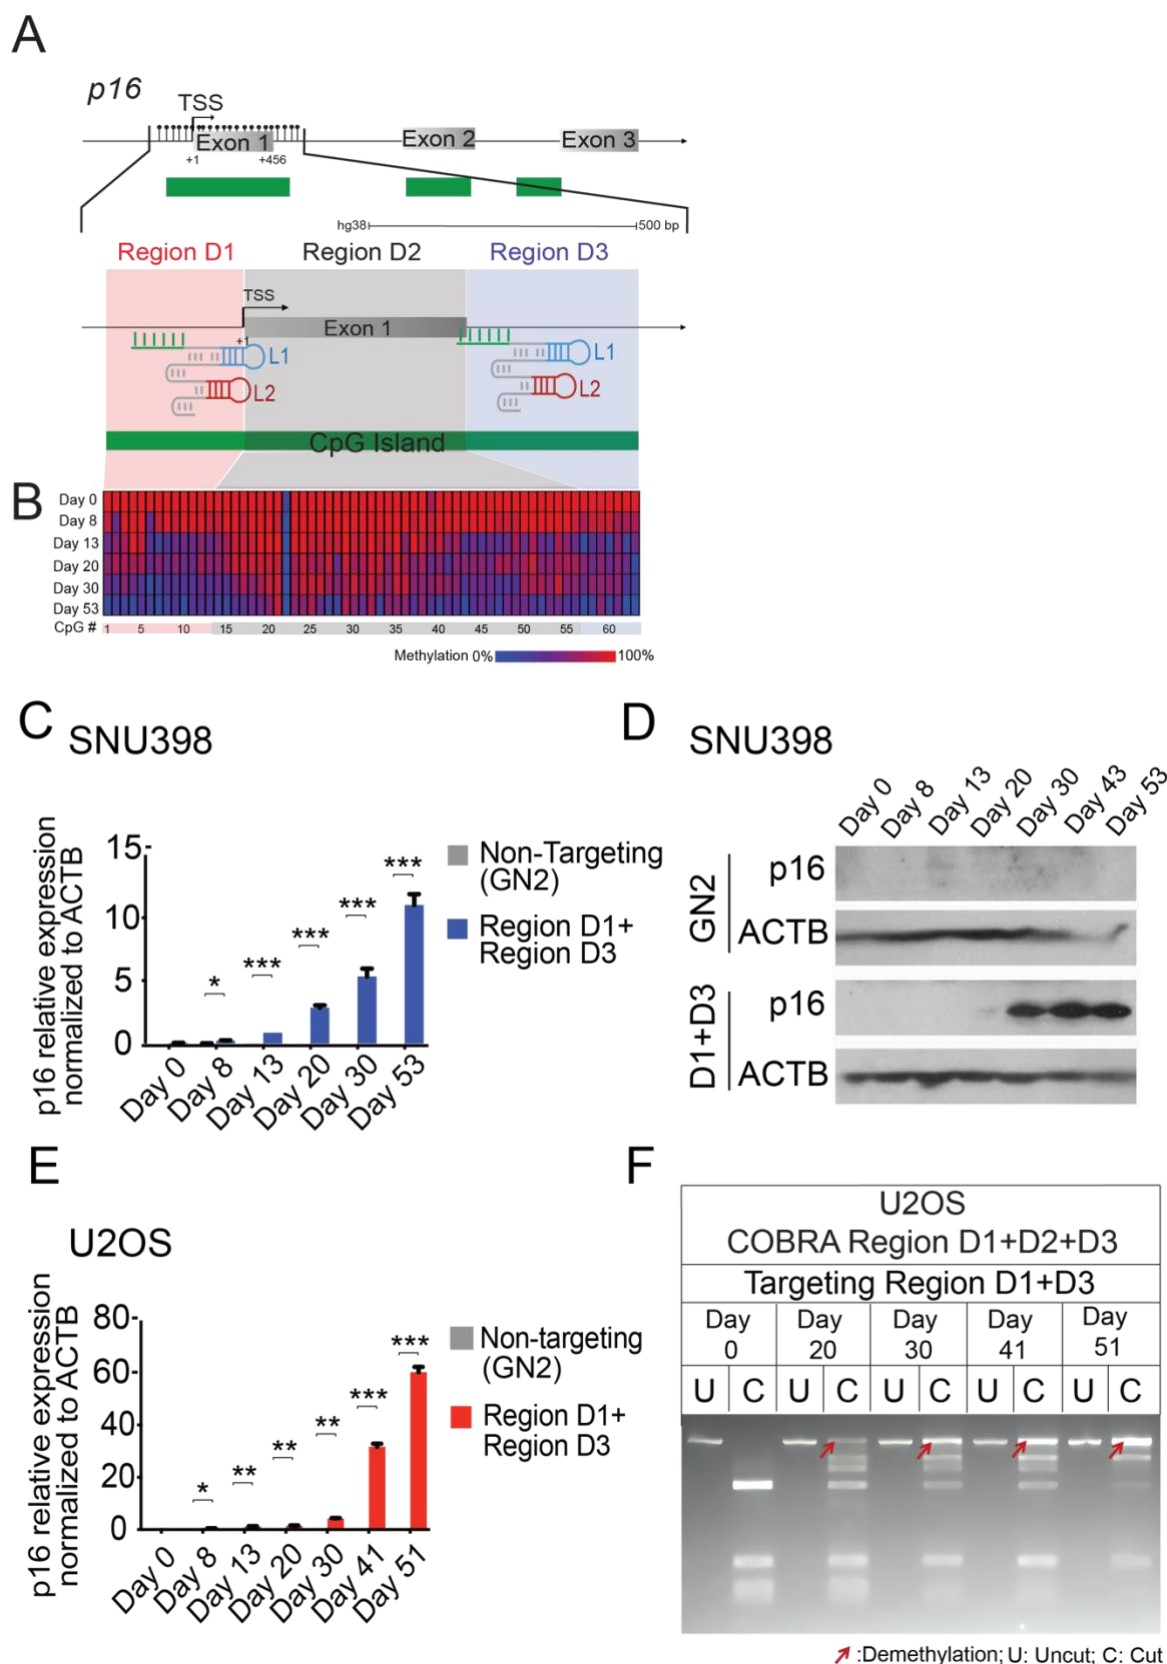 A
p16
TSS
Exon 1
Exon 2
Exon 3
+1
+456
hg38
500 bp
Region D1
Region D2
Region D3
TSS
Exon 1
+1
L1
L1
L2
L2
CpG Island
B
Day 0
Day 8
Day 13
Day 20
Day 30
Day 53
CpG # 1 5 10 15 20 25 30 35 40 45 50 55 60
Methylation 0% 100%
C
SNU398
p16 relative expression
normalized to ACTB
15
10
5
0
* *** *** *** ***
Day 0 Day 8 Day 13 Day 20 Day 30 Day 53
Non-Targeting
(GN2)
Region D1+
Region D3
D
SNU398
Day 0 Day 8 Day 13 Day 20 Day 30 Day 43 Day 53
GN2
p16
ACTB
D1+D3
p16
ACTB
E
U2OS
p16 relative expression
normalized to ACTB
80
60
40
20
0
* ** ** ** *** ***
Day 0 Day 8 Day 13 Day 20 Day 30 Day 41 Day 51
Non-targeting
(GN2)
Region D1+
Region D3
F
U2OS
COBRA Region D1+D2+D3
Targeting Region D1+D3
Day Day Day Day Day
0 20 30 41 51
U C U C U C U C U C
:Demethylation; U: Uncut; C: Cut